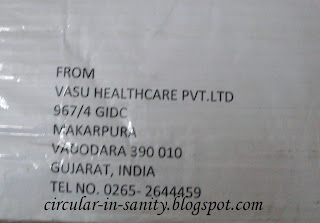 FROM
VASU HEALTHCARE PVT.LTD
967/4 GIDC
MAKARPURA
VADODARA 390 010
GUJARAT, INDIA
TEL NO. 0265- 2644459
circular-in-sanity.blogspot.com